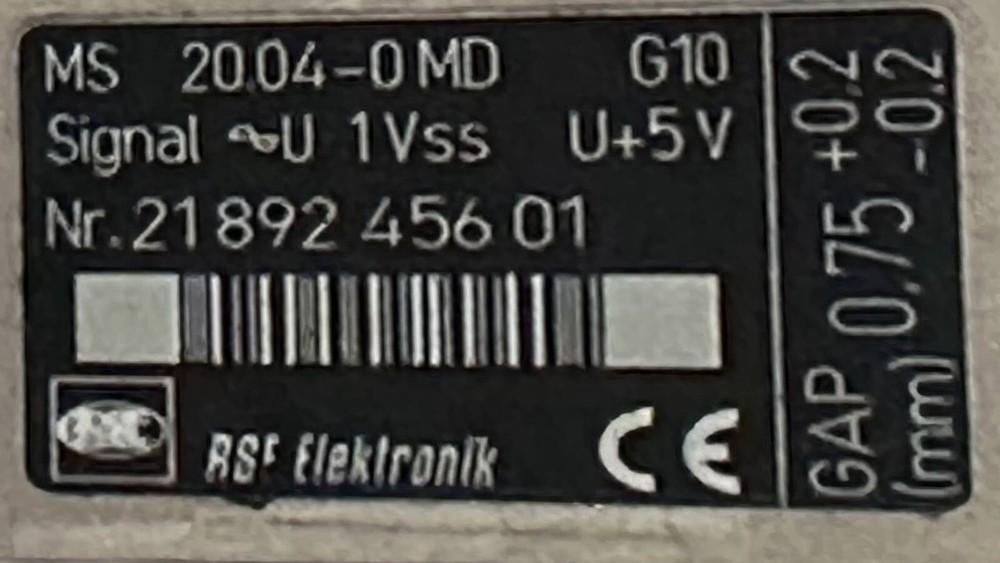 MS 20.04-0 MD G10
Signal ∿U 1Vss U+5V
Nr.21 892 456 01
RSF Elektronik CE
GAP 0,75 +0,2 -0,2
(mm)